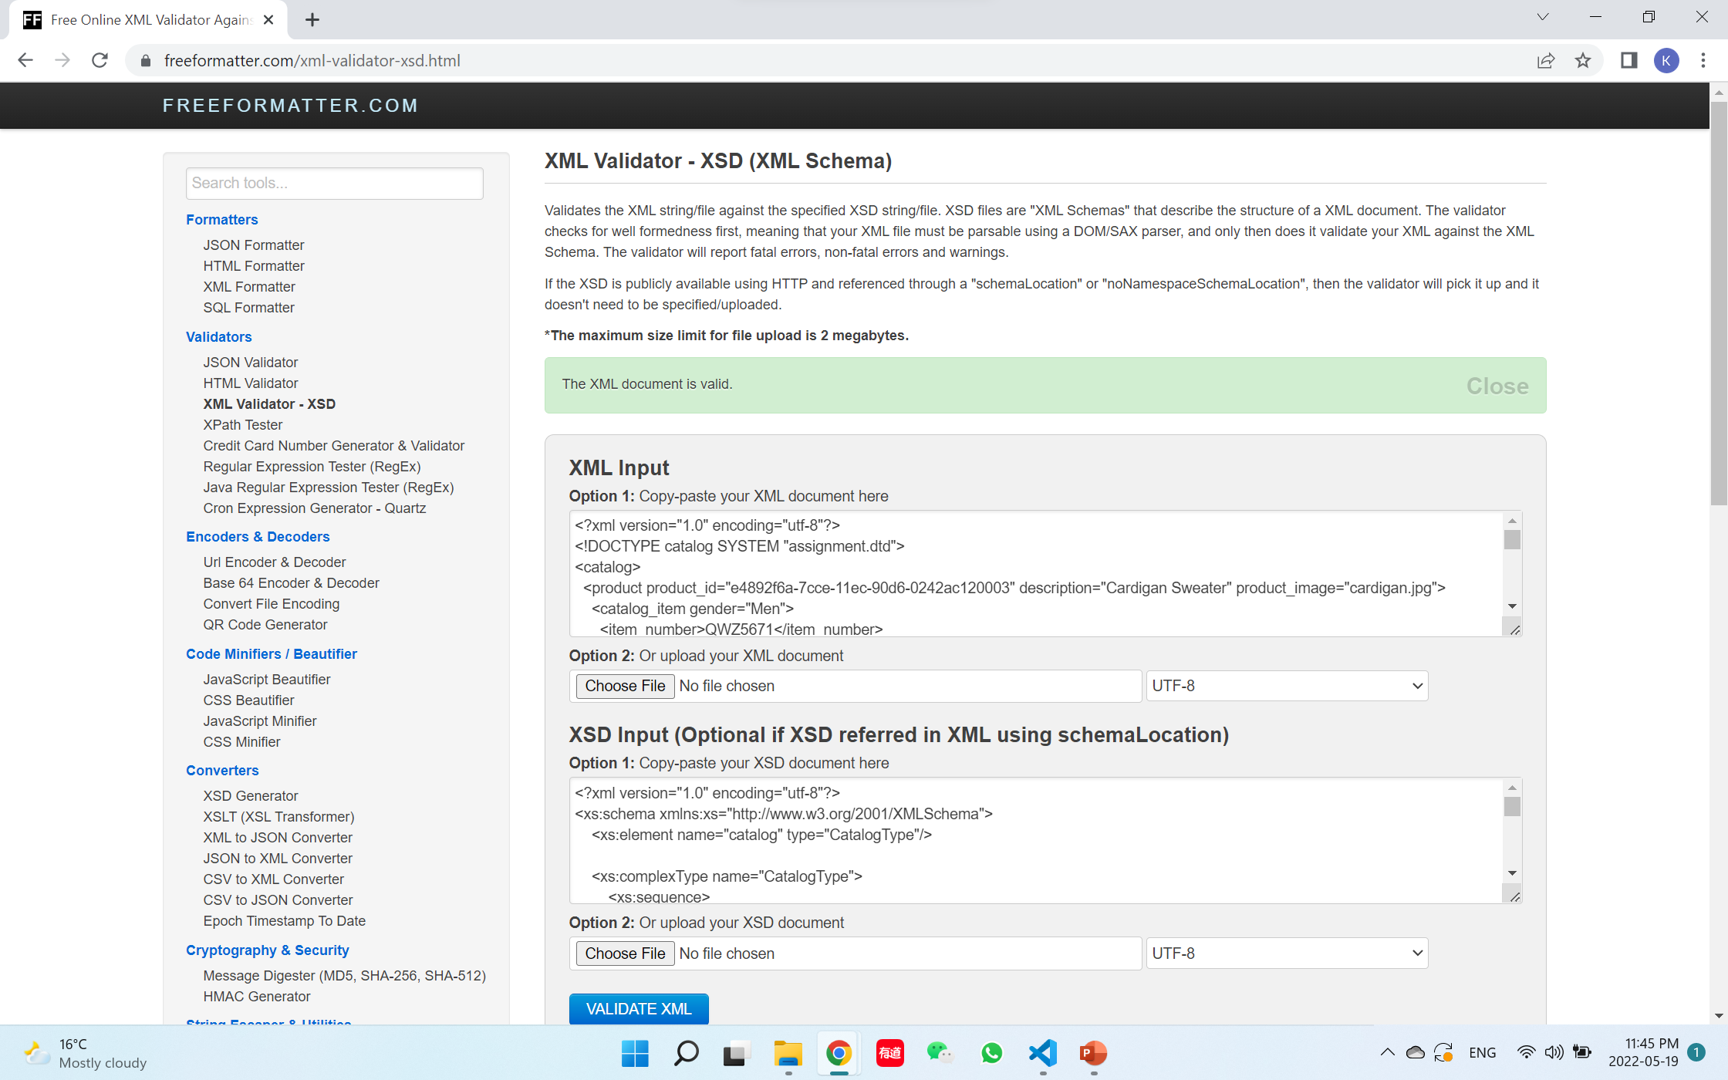 FF Free Online XML Validator Again
freeformatter.com/xml-validator-xsd.html
K
FREEFORMATTER.COM
Search tools...
Formatters
JSON Formatter
HTML Formatter
XML Formatter
SQL Formatter
Validators
JSON Validator
HTML Validator
XML Validator - XSD
XPath Tester
Credit Card Number Generator & Validator
Regular Expression Tester (RegEx)
Java Regular Expression Tester (RegEx)
Cron Expression Generator - Quartz
Encoders & Decoders
Url Encoder & Decoder
Base 64 Encoder & Decoder
Convert File Encoding
QR Code Generator
Code Minifiers / Beautifier
JavaScript Beautifier
CSS Beautifier
JavaScript Minifier
CSS Minifier
Converters
XSD Generator
XSLT (XSL Transformer)
XML to JSON Converter
JSON to XML Converter
CSV to XML Converter
CSV to JSON Converter
Epoch Timestamp To Date
Cryptography & Security
Message Digester (MD5, SHA-256, SHA-512)
HMAC Generator
String Escaper & Utilities
XML Validator - XSD (XML Schema)
Validates the XML string/file against the specified XSD string/file. XSD files are "XML Schemas" that describe the structure of a XML document. The validator
checks for well formedness first, meaning that your XML file must be parsable using a DOM/SAX parser, and only then does it validate your XML against the XML
Schema. The validator will report fatal errors, non-fatal errors and warnings.
If the XSD is publicly available using HTTP and referenced through a "schemaLocation" or "noNamespaceSchemaLocation", then the validator will pick it up and it
doesn't need to be specified/uploaded.
*The maximum size limit for file upload is 2 megabytes.
The XML document is valid.
Close
XML Input
Option 1: Copy-paste your XML document here
<?xml version="1.0" encoding="utf-8"?>
<!DOCTYPE catalog SYSTEM "assignment.dtd">
<catalog>
<product product_id="e4892f6a-7cce-11ec-90d6-0242ac120003" description="Cardigan Sweater" product_image="cardigan.jpg">
<catalog_item gender="Men">
<item_number>QWZ5671</item_number>
Option 2: Or upload your XML document
Choose File No file chosen
UTF-8
XSD Input (Optional if XSD referred in XML using schemaLocation)
Option 1: Copy-paste your XSD document here
<?xml version="1.0" encoding="utf-8"?>
<xs:schema xmlns:xs="http://www.w3.org/2001/XMLSchema">
<xs:element name="catalog" type="CatalogType"/>
<xs:complexType name="CatalogType">
<xs:sequence>
Option 2: Or upload your XSD document
Choose File No file chosen
UTF-8
VALIDATE XML
16°C
Mostly cloudy
有道
P
ENG
11:45 PM
2022-05-19
1